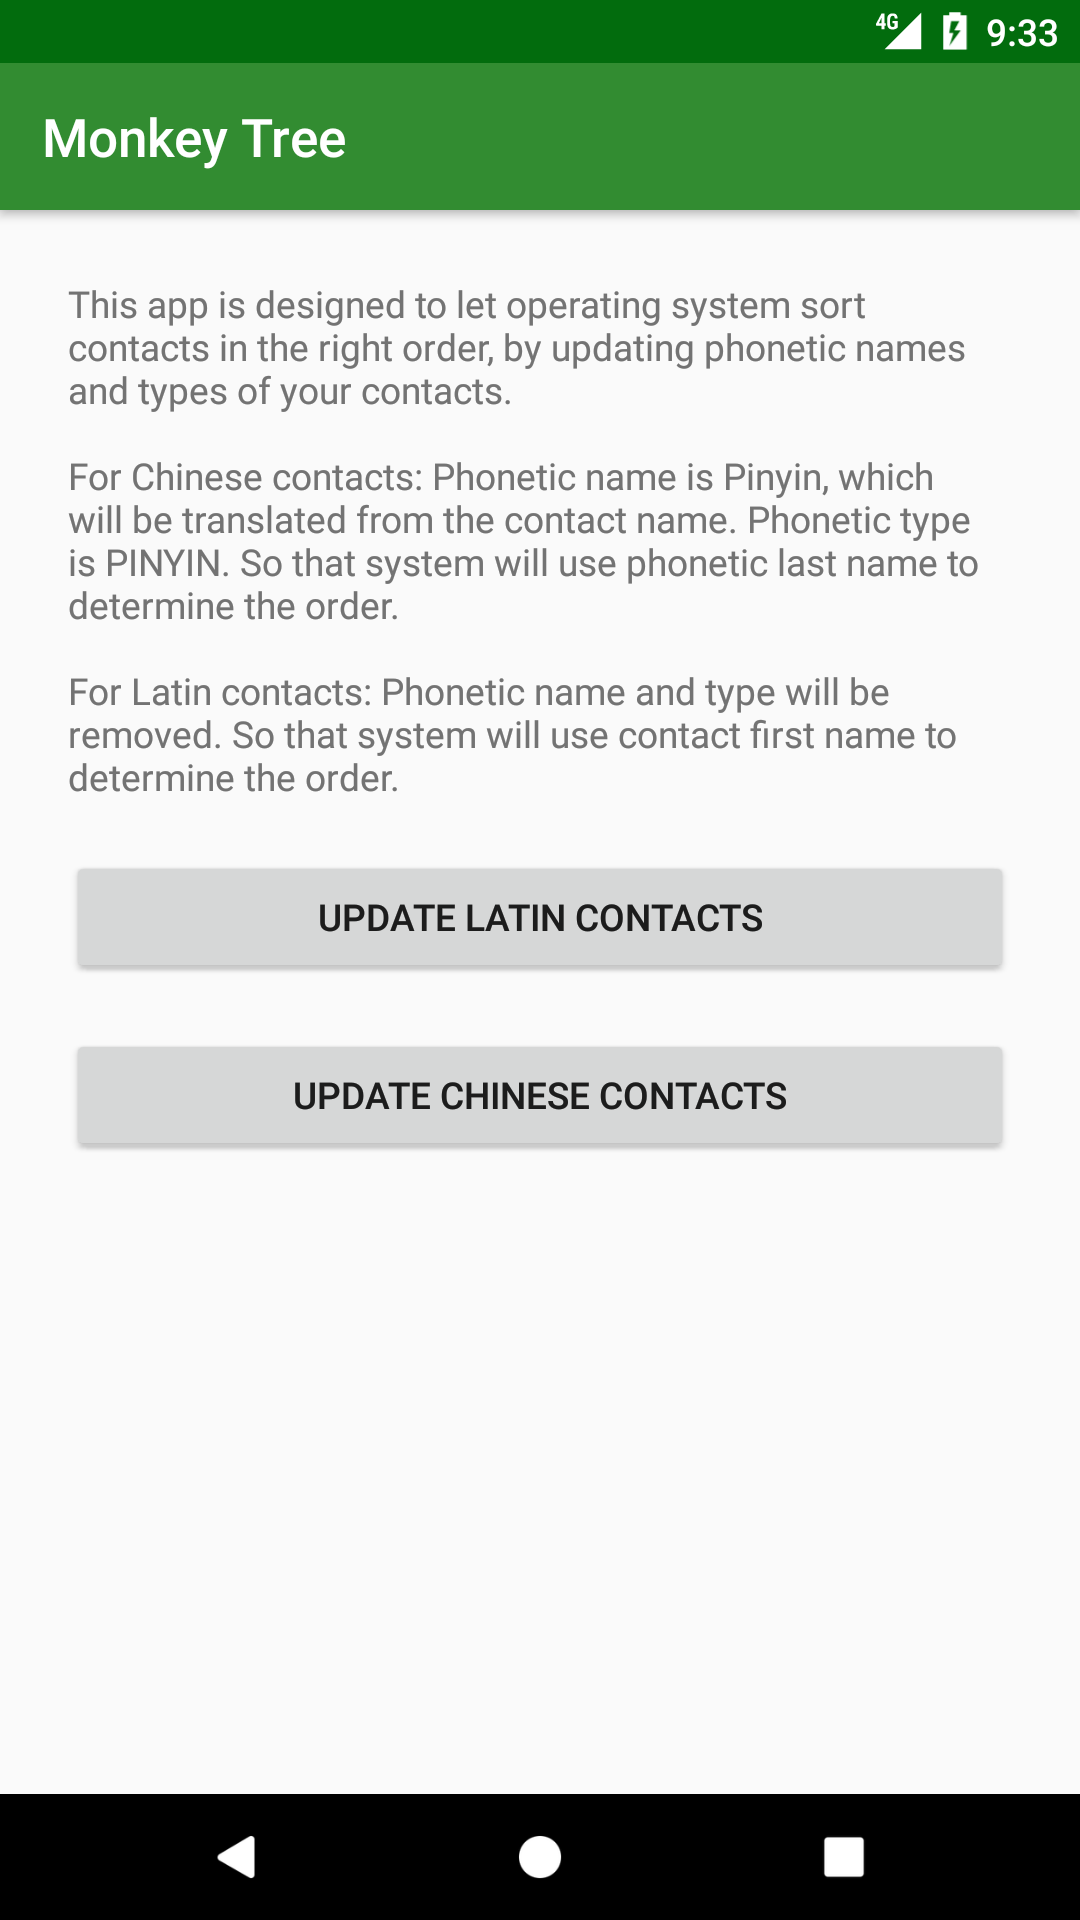 4G 9:33
Monkey Tree
This app is designed to let operating system sort
contacts in the right order, by updating phonetic names
and types of your contacts.
For Chinese contacts: Phonetic name is Pinyin, which
will be translated from the contact name. Phonetic type
is PINYIN. So that system will use phonetic last name to
determine the order.
For Latin contacts: Phonetic name and type will be
removed. So that system will use contact first name to
determine the order.
UPDATE LATIN CONTACTS
UPDATE CHINESE CONTACTS